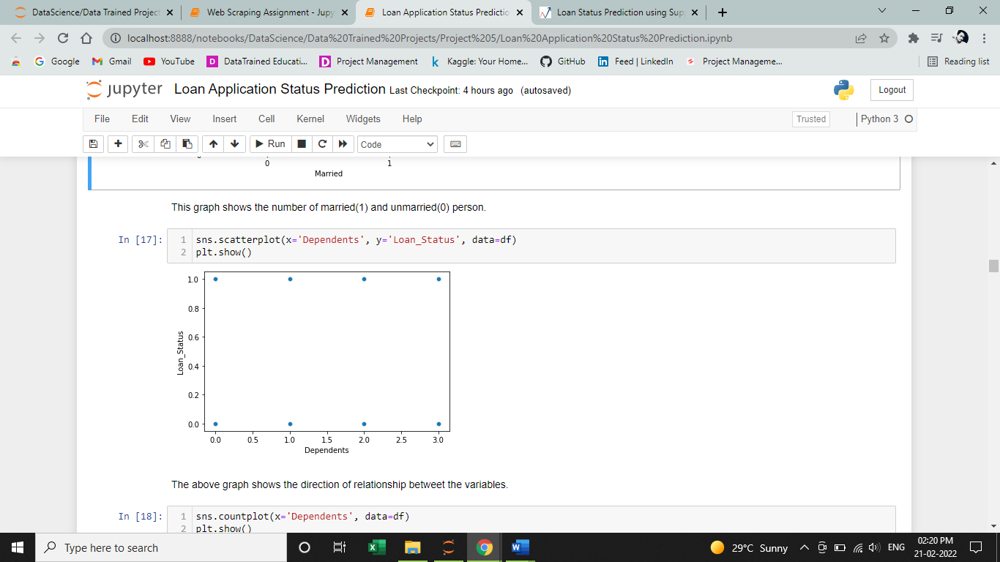 DataScience/Data Trained Project
Web Scraping Assignment - Jupy
Loan Application Status Predictio
Loan Status Prediction using Sup
localhost:8888/notebooks/DataScience/Data%20Trained%20Projects/Project%205/Loan%20Application%20Status%20Prediction.ipynb
Google Gmail YouTube DataTrained Educati... Project Management Kaggle: Your Home... GitHub Feed | LinkedIn Project Manageme... Reading list
jupyter Loan Application Status Prediction Last Checkpoint: 4 hours ago (autosaved) Logout
File Edit View Insert Cell Kernel Widgets Help Trusted Python 3
Run Code
0 1
Married
This graph shows the number of married(1) and unmarried(0) person.
In [17]: 1 sns.scatterplot(x='Dependents', y='Loan_Status', data=df)
2 plt.show()
1.0
0.8
0.6
0.4
0.2
0.0
Loan_Status
0.0 0.5 1.0 1.5 2.0 2.5 3.0
Dependents
The above graph shows the direction of relationship betweet the variables.
In [18]: 1 sns.countplot(x='Dependents', data=df)
2 plt.show()
Type here to search
29°C Sunny
ENG
02:20 PM
21-02-2022